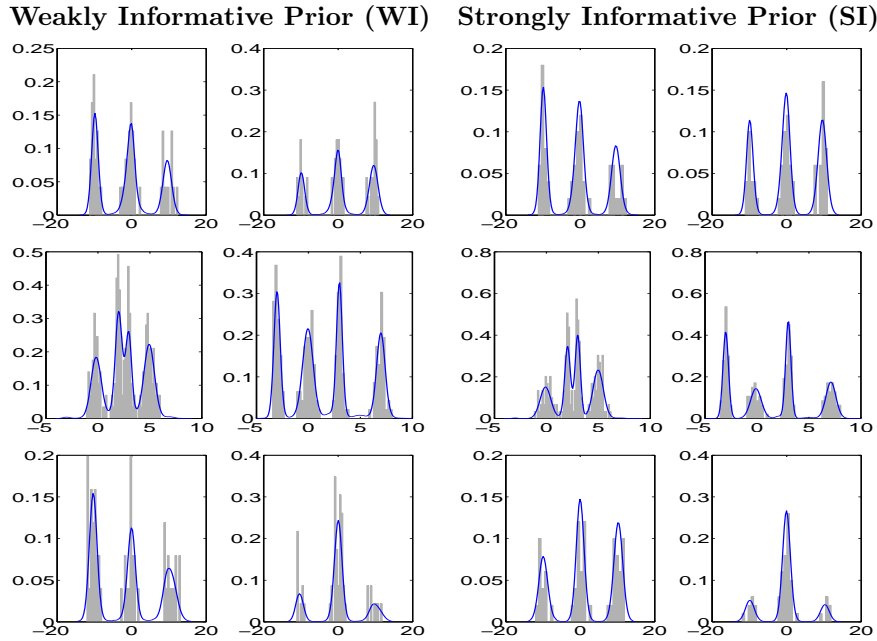 Weakly Informative Prior (WI) Strongly Informative Prior (SI)
0.25 0.4 0.2 0.2
0.2
0.15 0.3 0.15 0.15
0.1 0.2 0.1 0.1
0.05 0.1 0.05 0.05
0 0 0 0
−20 0 20 −20 0 20 −20 0 20 −20 0 20
0.5 0.4 0.8 0.8
0.4 0.3 0.6 0.6
0.3
0.2 0.2 0.4 0.4
0.1 0.1 0.2 0.2
0 0 0 0
−5 0 5 10 −5 0 5 10 −5 0 5 10 −5 0 5 10
0.2 0.4 0.2 0.4
0.15 0.3 0.15 0.3
0.1 0.2 0.1 0.2
0.05 0.1 0.05 0.1
0 0 0 0
−20 0 20 −20 0 20 −20 0 20 −20 0 20